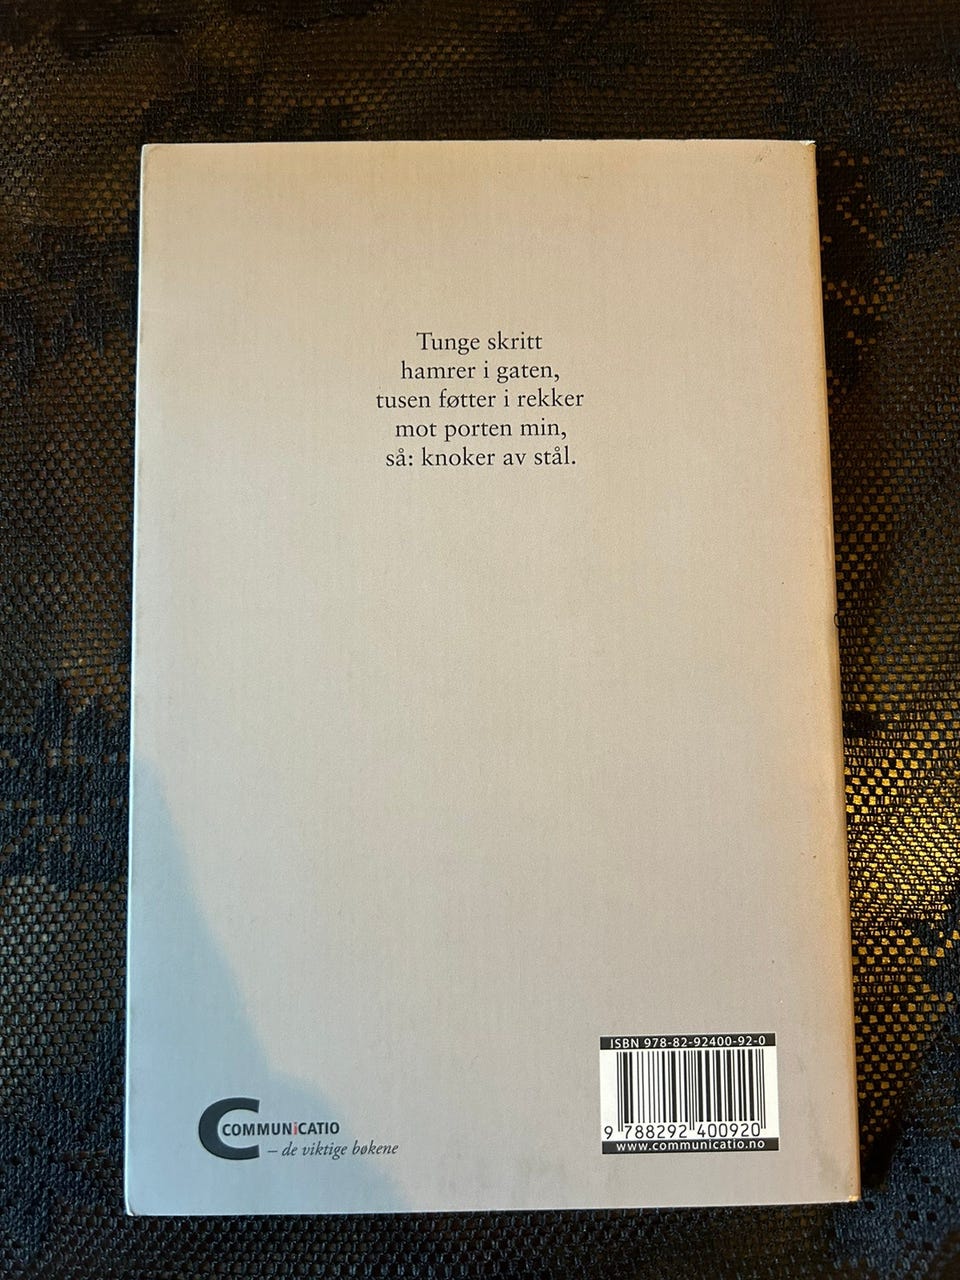 Tunge skritt
hamrer i gaten,
tusen føtter i rekker
mot porten min,
så: knoker av stål.
COMMUNiCATIO
– de viktige bøkene
ISBN 978-82-92400-92-0
9 788292 400920
www.communicatio.no